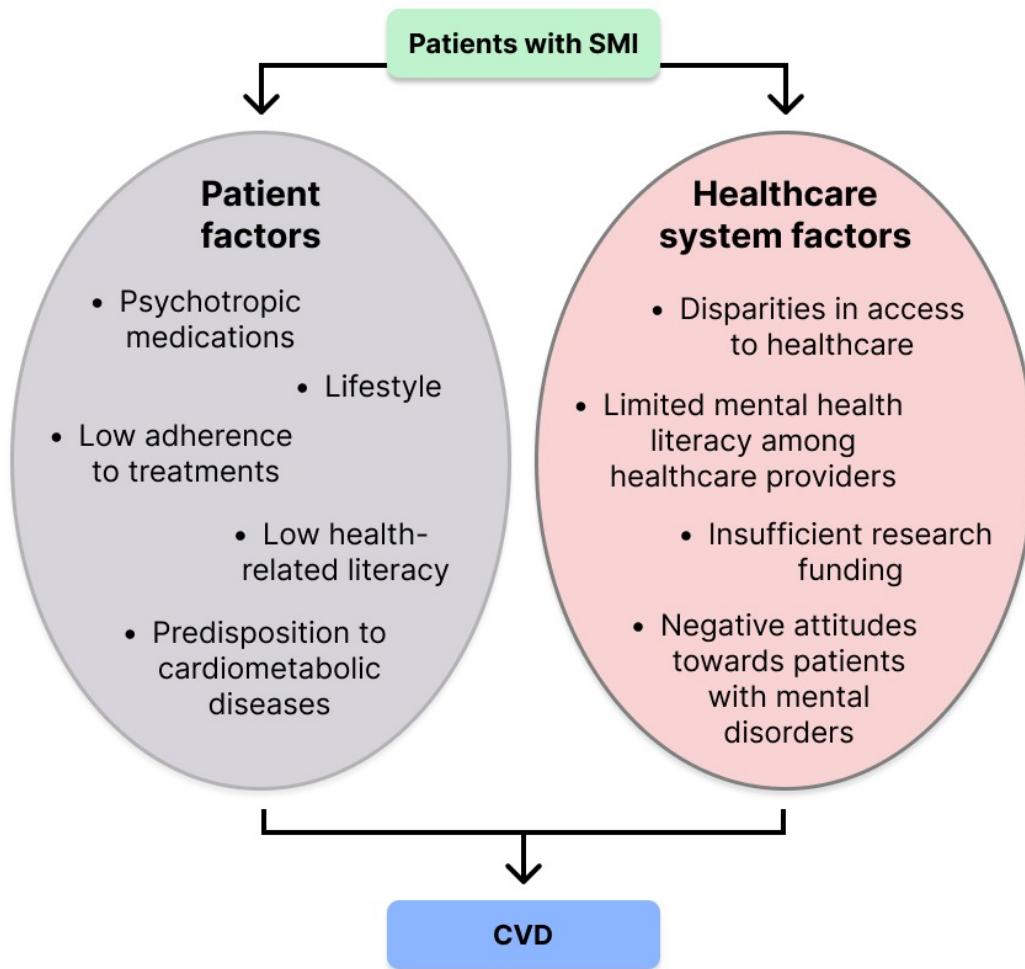 Patients with SMI
Patient
factors
• Psychotropic
medications
• Lifestyle
• Low adherence
to treatments
• Low health-
related literacy
• Predisposition to
cardiometabolic
diseases
Healthcare
system factors
• Disparities in access
to healthcare
• Limited mental health
literacy among
healthcare providers
• Insufficient research
funding
• Negative attitudes
towards patients
with mental
disorders
CVD